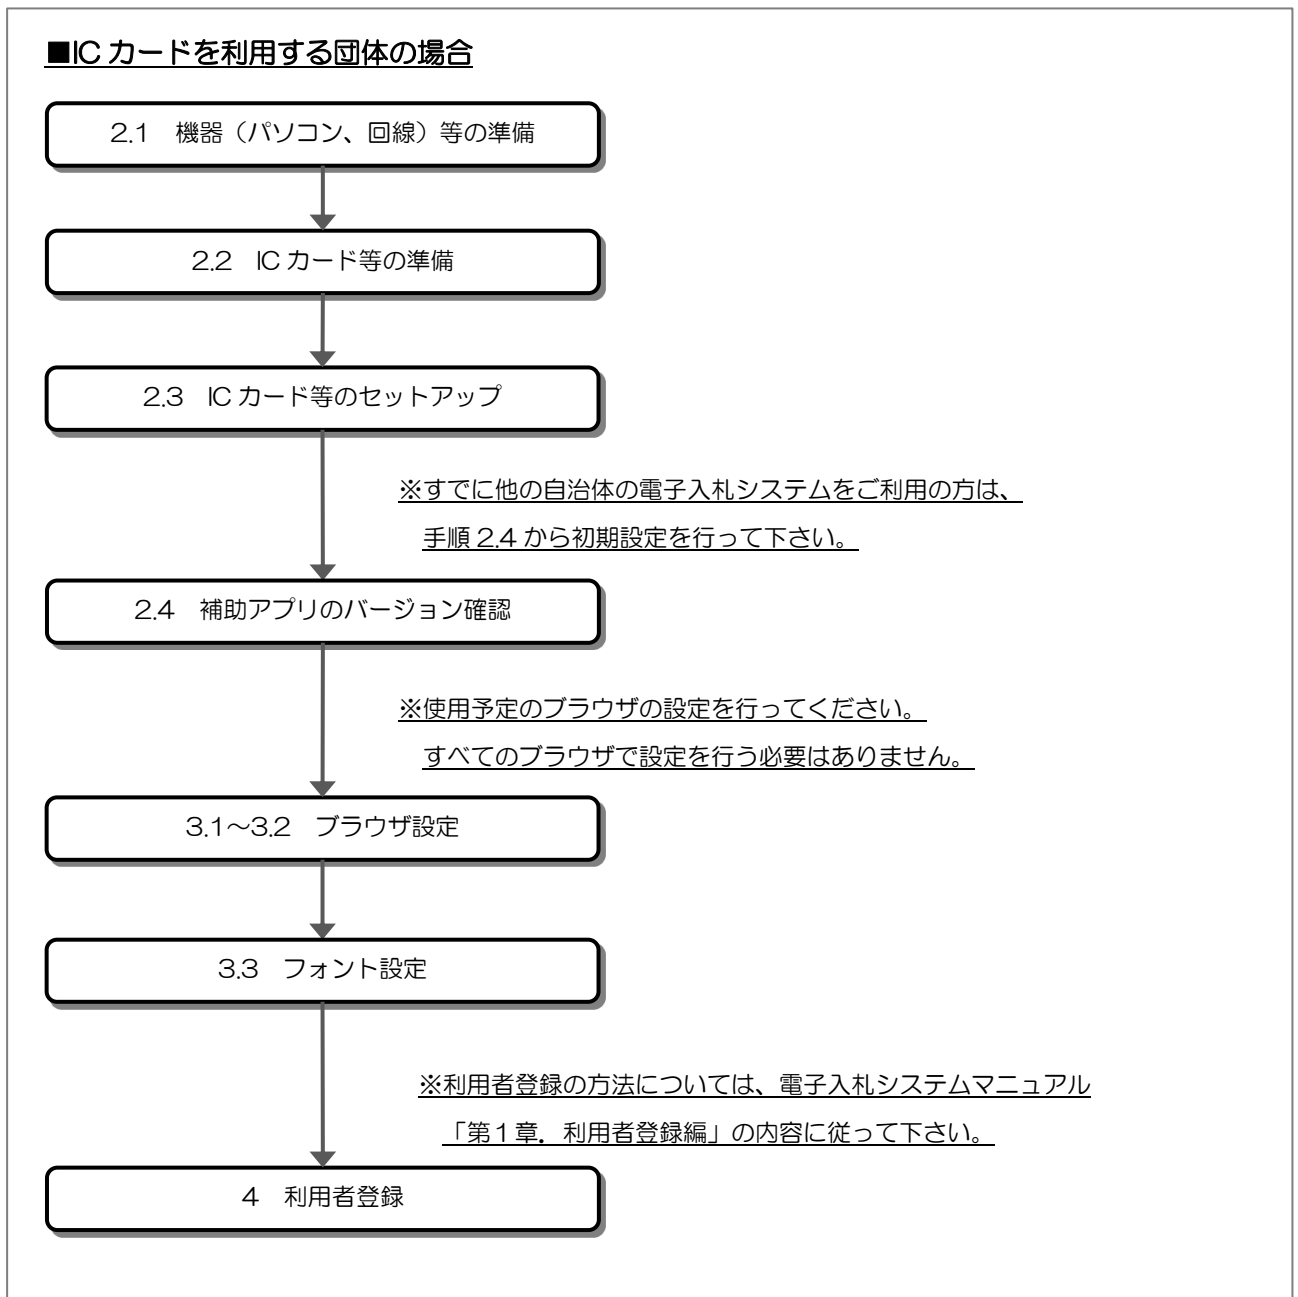 ■IC カードを利用する団体の場合
2.1　機器（パソコン、回線）等の準備
2.2　IC カード等の準備
2.3　IC カード等のセットアップ
※すでに他の自治体の電子入札システムをご利用の方は、
手順 2.4 から初期設定を行って下さい。
2.4　補助アプリのバージョン確認
※使用予定のブラウザの設定を行ってください。
すべてのブラウザで設定を行う必要はありません。
3.1～3.2　ブラウザ設定
3.3　フォント設定
※利用者登録の方法については、電子入札システムマニュアル
「第１章．利用者登録編」の内容に従って下さい。
4　利用者登録